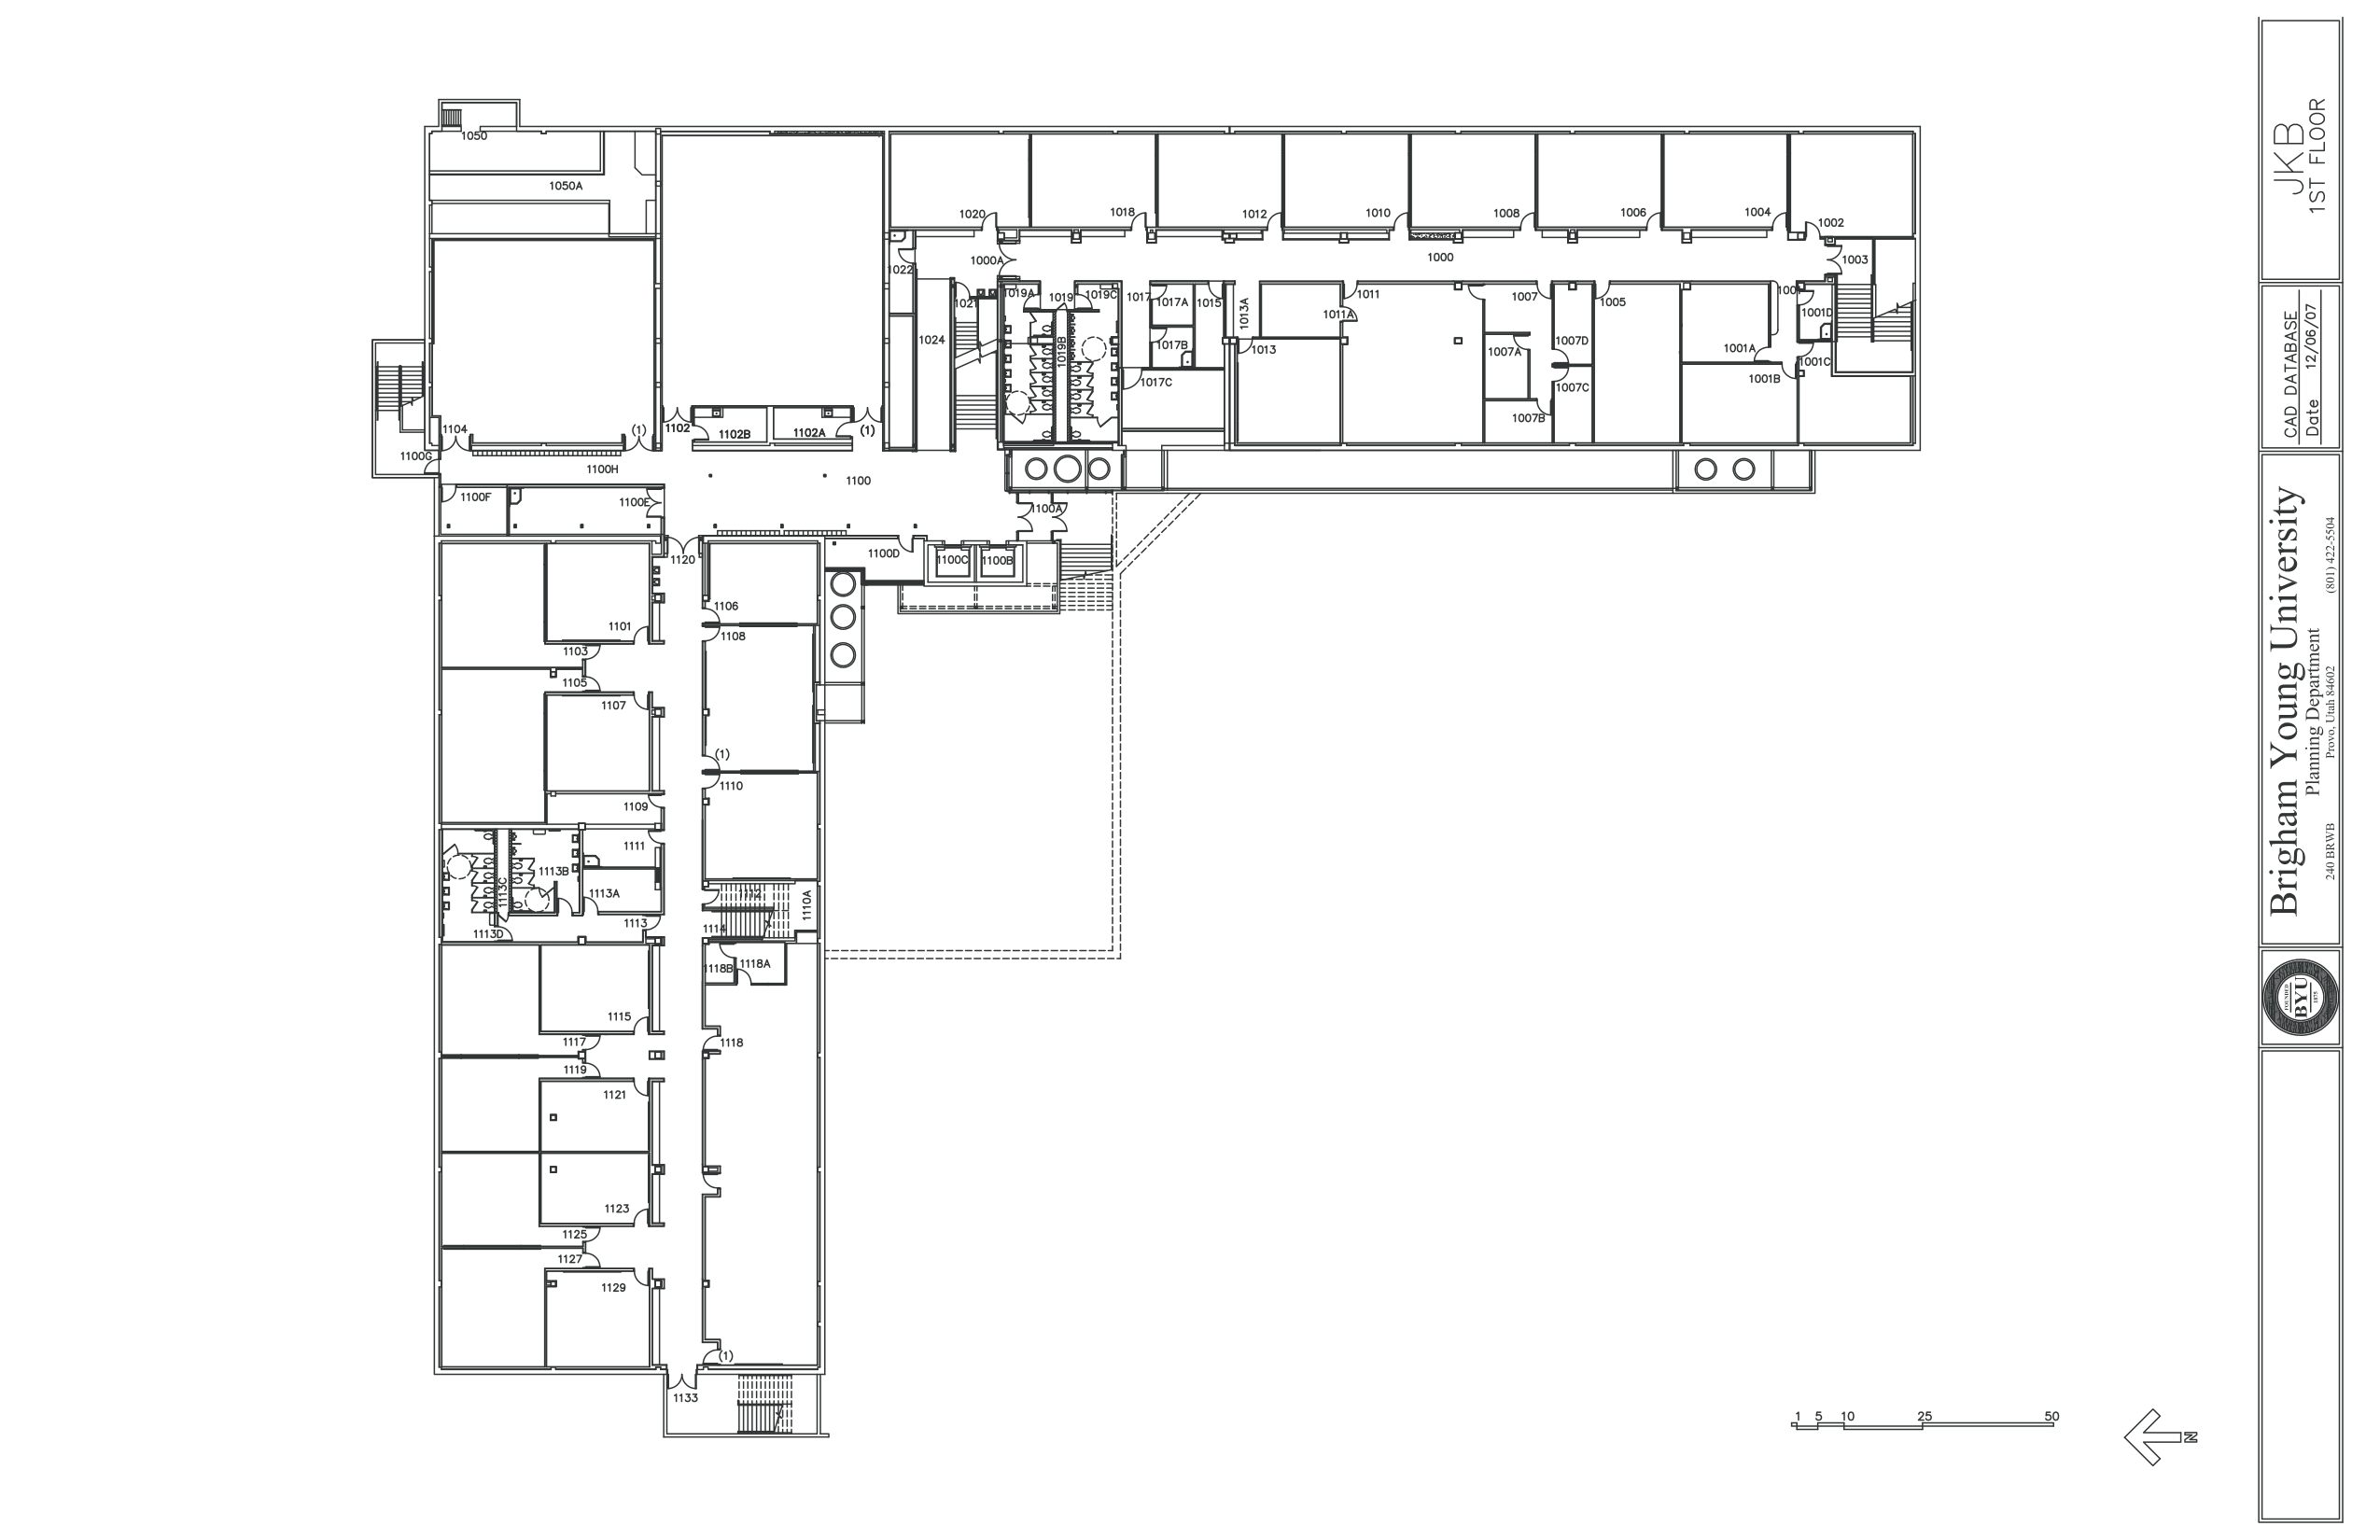 1050
1050A
1020
1018
1012
1010
1008
1006
1004
1002
1022
1000A
1000
1003
1021
1019A
1019
1019C
1017
1017A
1015
1013A
1011
1011A
1007
1005
1001
1001D
1024
1019B
1017B
1013
1007A
1007D
1001A
1001C
1017C
1007C
1001B
1007B
1104
(1)
1102
1102B
1102A
(1)
1100G
1100H
1100
1100F
1100E
1100A
1120
1100D
1100C
1100B
1106
1101
1108
1103
1105
1107
(1)
1110
1109
1111
1113B
1113C
1113A
1112
1110A
1113
1114
1113D
1118B
1118A
1115
1117
1118
1119
1121
1123
1125
1127
1129
(1)
1133
1 5 10 25 50
N
JKB
1ST FLOOR
CAD DATABASE
Date 12/06/07
Brigham Young University
Planning Department
240 BRWB Provo, Utah 84602 (801) 422-5504
FOUNDED
BYU
1875